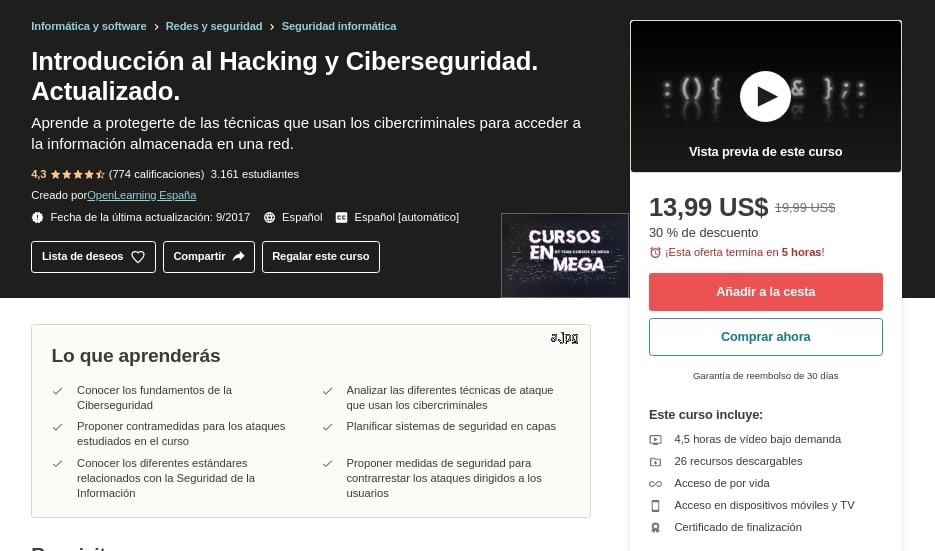 Informática y software > Redes y seguridad > Seguridad informática
Introducción al Hacking y Ciberseguridad.
Actualizado.
Aprende a protegerte de las técnicas que usan los cibercriminales para acceder a
la información almacenada en una red.
4,3 (774 calificaciones) 3.161 estudiantes
Creado porOpenLearning España
Fecha de la última actualización: 9/2017 Español Español [automático]
Lista de deseos Compartir Regalar este curso
CURSOS
EN
MEGA
a.Jpg
Lo que aprenderás
Conocer los fundamentos de la
Ciberseguridad
Proponer contramedidas para los ataques
estudiados en el curso
Conocer los diferentes estándares
relacionados con la Seguridad de la
Información
Analizar las diferentes técnicas de ataque
que usan los cibercriminales
Planificar sistemas de seguridad en capas
Proponer medidas de seguridad para
contrarrestar los ataques dirigidos a los
usuarios
:(){ & };:
Vista previa de este curso
13,99 US$ 19,99 US$
30 % de descuento
¡Esta oferta termina en 5 horas!
Añadir a la cesta
Comprar ahora
Garantía de reembolso de 30 días
Este curso incluye:
4,5 horas de vídeo bajo demanda
26 recursos descargables
Acceso de por vida
Acceso en dispositivos móviles y TV
Certificado de finalización